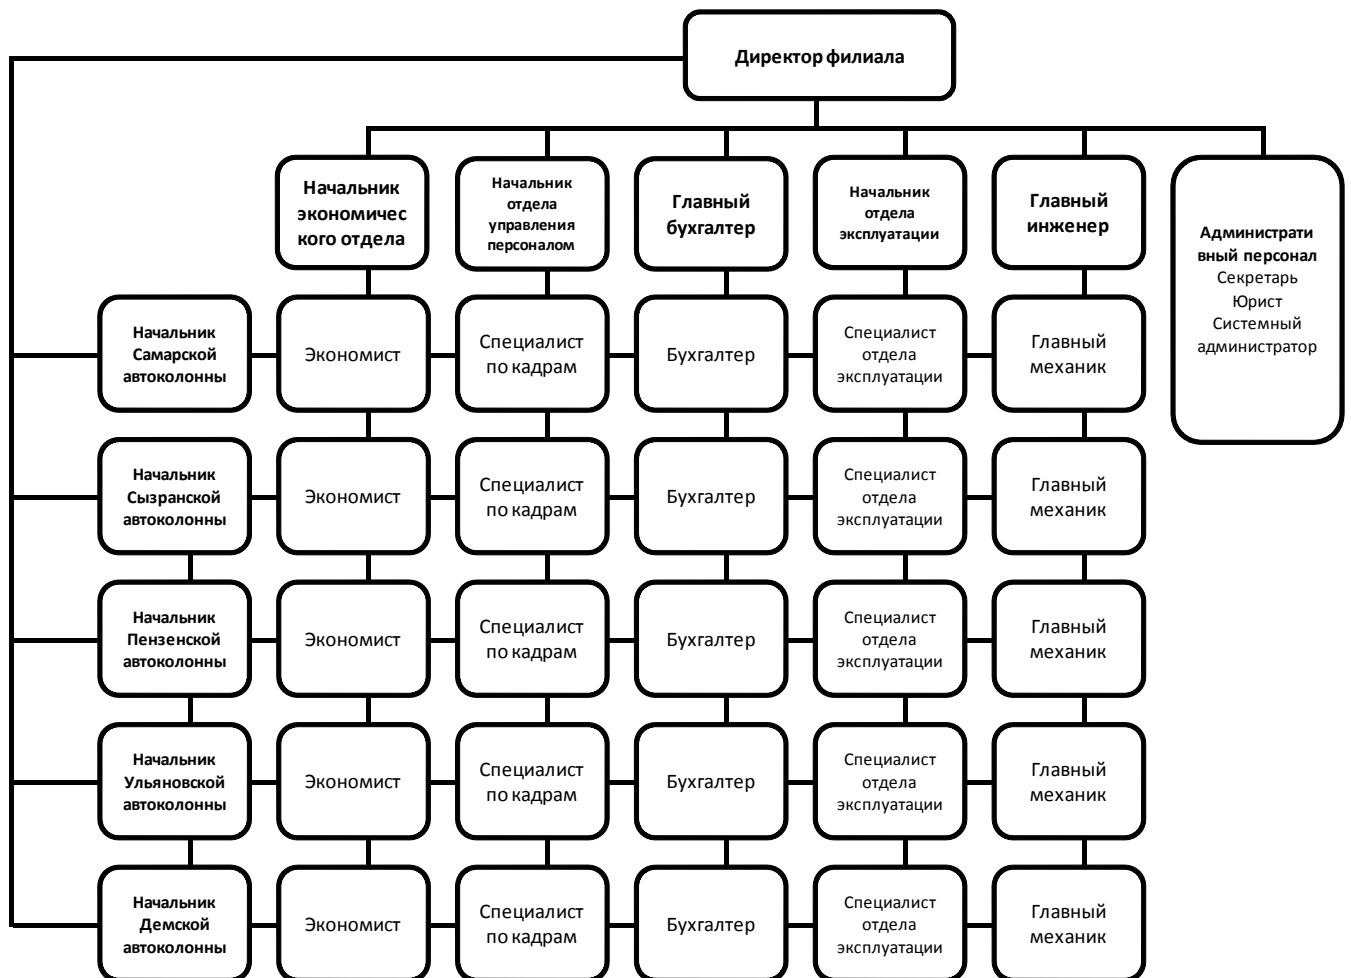 Директор филиала
Начальник
экономичес
кого отдела
Начальник
отдела
управления
персоналом
Главный
бухгалтер
Начальник
отдела
эксплуатации
Главный
инженер
Административ
ный персонал
Секретарь
Юрист
Системный
администратор
Начальник
Самарской
автоколонны
Экономист
Специалист
по кадрам
Бухгалтер
Специалист
отдела
эксплуатации
Главный
механик
Начальник
Сызранской
автоколонны
Экономист
Специалист
по кадрам
Бухгалтер
Специалист
отдела
эксплуатации
Главный
механик
Начальник
Пензенской
автоколонны
Экономист
Специалист
по кадрам
Бухгалтер
Специалист
отдела
эксплуатации
Главный
механик
Начальник
Ульяновской
автоколонны
Экономист
Специалист
по кадрам
Бухгалтер
Специалист
отдела
эксплуатации
Главный
механик
Начальник
Демской
автоколонны
Экономист
Специалист
по кадрам
Бухгалтер
Специалист
отдела
эксплуатации
Главный
механик